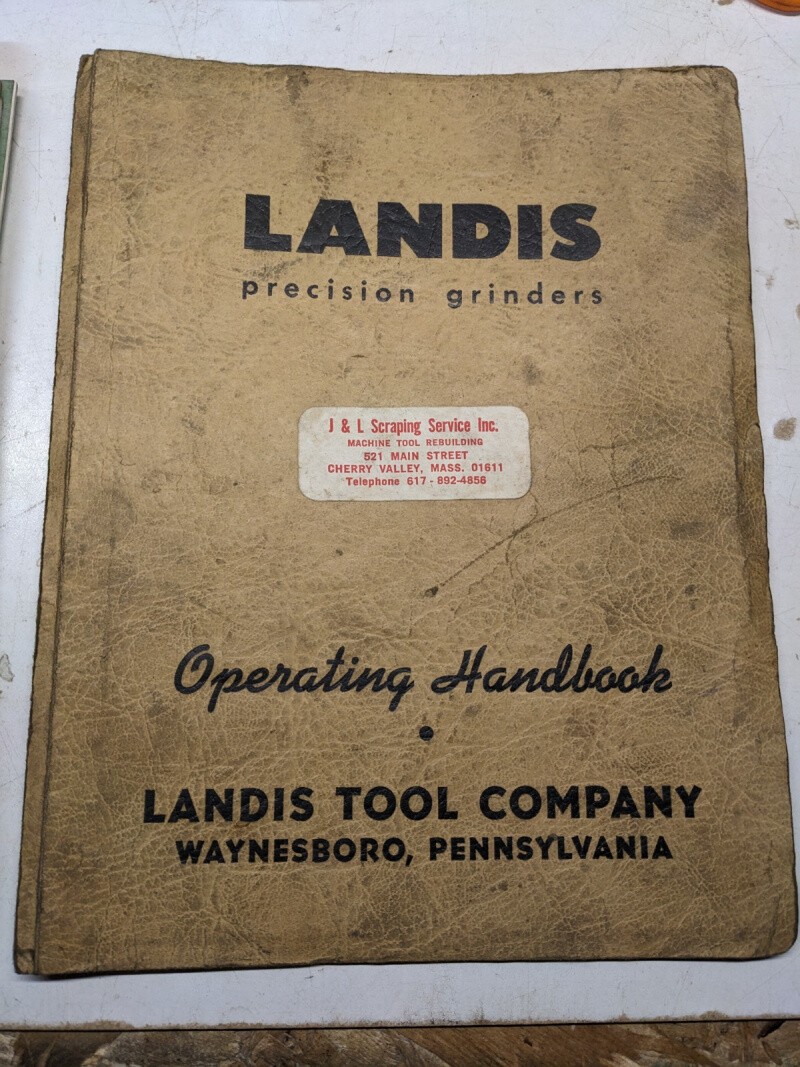 LANDIS
precision grinders
J & L Scraping Service Inc.
MACHINE TOOL REBUILDING
521 MAIN STREET
CHERRY VALLEY, MASS. 01611
Telephone 617 - 892-4856
Operating Handbook
•
LANDIS TOOL COMPANY
WAYNESBORO, PENNSYLVANIA